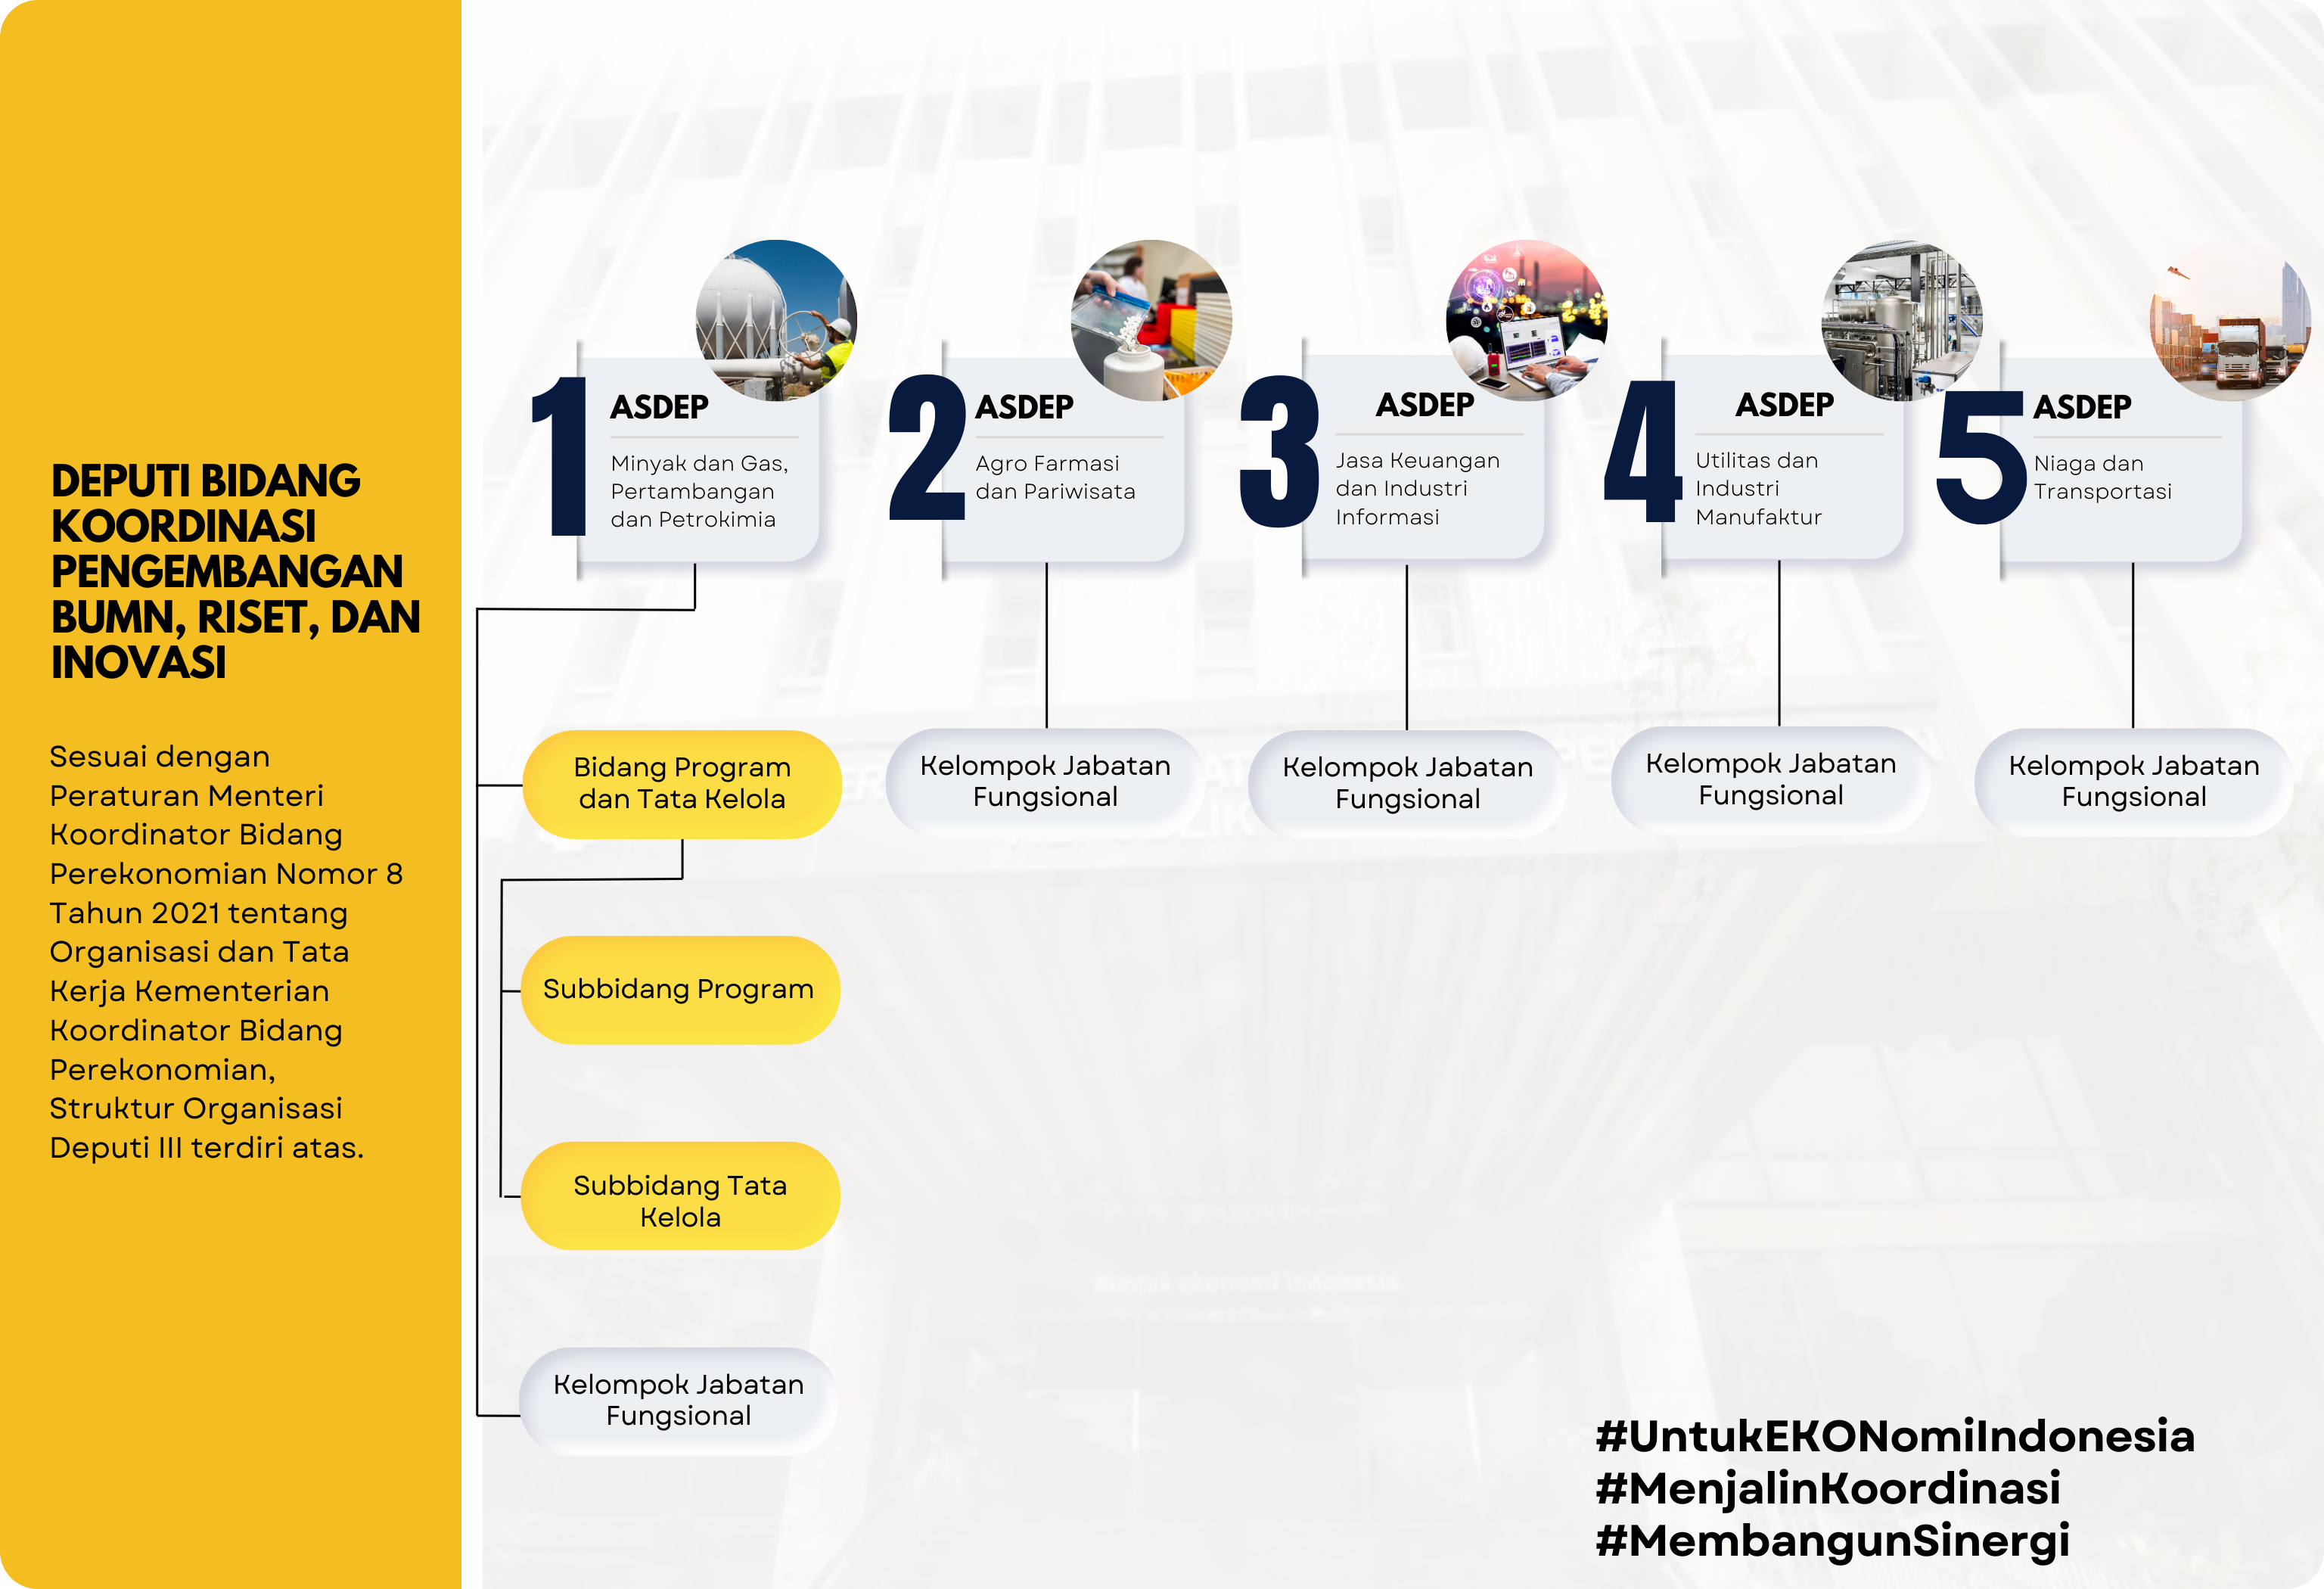 DEPUTI BIDANG
KOORDINASI
PENGEMBANGAN
BUMN, RISET, DAN
INOVASI
Sesuai dengan
Peraturan Menteri
Koordinator Bidang
Perekonomian Nomor 8
Tahun 2021 tentang
Organisasi dan Tata
Kerja Kementerian
Koordinator Bidang
Perekonomian,
Struktur Organisasi
Deputi III terdiri atas.
1
ASDEP
Minyak dan Gas,
Pertambangan
dan Petrokimia
2
ASDEP
Agro Farmasi
dan Pariwisata
3
ASDEP
Jasa Keuangan
dan Industri
Informasi
4
ASDEP
Utilitas dan
Industri
Manufaktur
5
ASDEP
Niaga dan
Transportasi
Bidang Program
dan Tata Kelola
Subbidang Program
Subbidang Tata
Kelola
Kelompok Jabatan
Fungsional
Kelompok Jabatan
Fungsional
Kelompok Jabatan
Fungsional
Kelompok Jabatan
Fungsional
Kelompok Jabatan
Fungsional
#untuk ekonomi indonesia
#UntukEKONomiIndonesia
#MenjalinKoordinasi
#MembangunSinergi